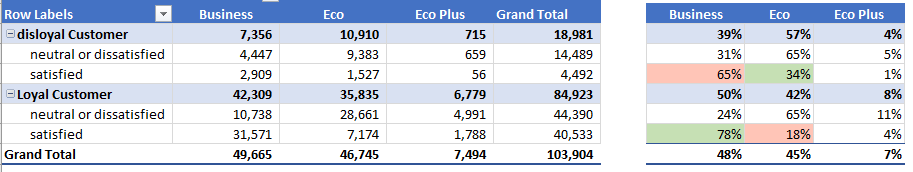 Row Labels Business Eco Eco Plus Grand Total Business Eco Eco Plus
disloyal Customer 7,356 10,910 715 18,981 39% 57% 4%
neutral or dissatisfied 4,447 9,383 659 14,489 31% 65% 5%
satisfied 2,909 1,527 56 4,492 65% 34% 1%
Loyal Customer 42,309 35,835 6,779 84,923 50% 42% 8%
neutral or dissatisfied 10,738 28,661 4,991 44,390 24% 65% 11%
satisfied 31,571 7,174 1,788 40,533 78% 18% 4%
Grand Total 49,665 46,745 7,494 103,904 48% 45% 7%